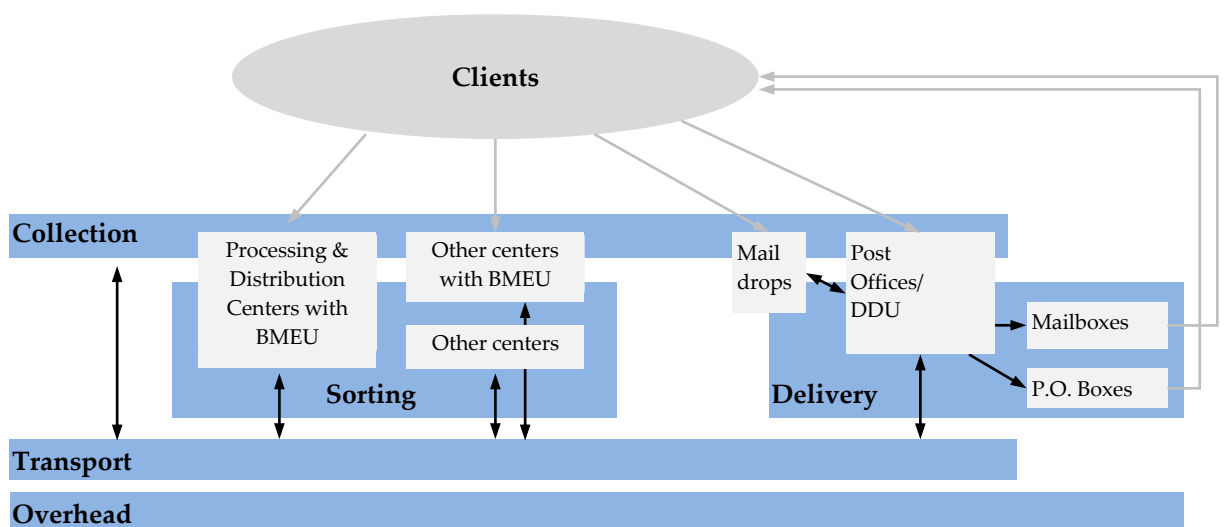 Clients
Collection
Processing &
Distribution
Centers with
BMEU
Other centers
with BMEU
Other centers
Mail
drops
Post
Offices/
DDU
Mailboxes
P.O. Boxes
Sorting
Delivery
Transport
Overhead